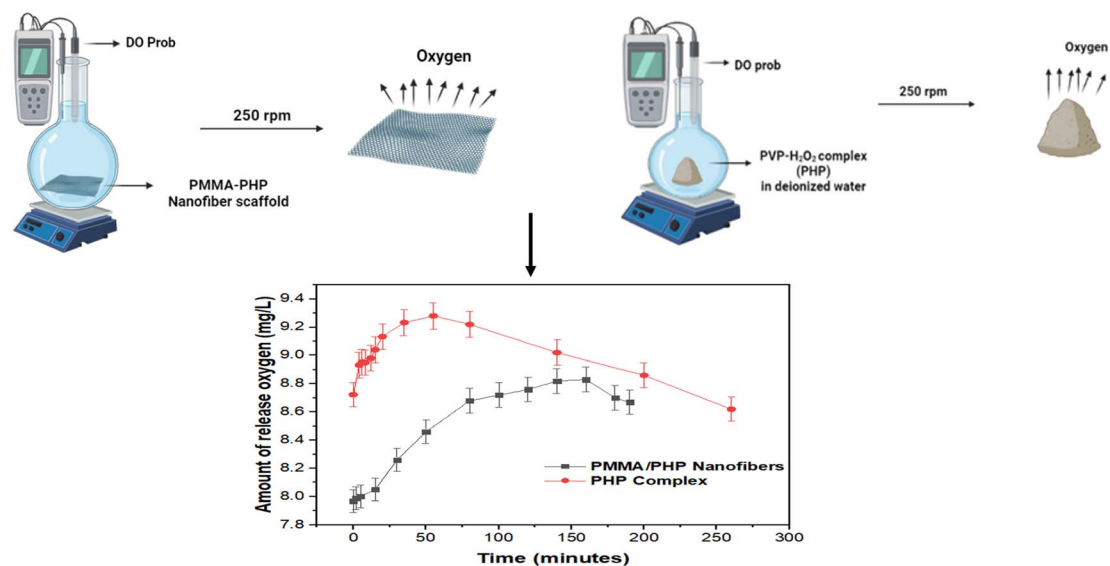 DO Prob
Oxygen
250 rpm
PMMA-PHP
Nanofiber scaffold
DO prob
Oxygen
250 rpm
PVP-H₂O₂ complex
(PHP)
in deionized water
Amount of release oxygen (mg/L)
9.4
9.2
9.0
8.8
8.6
8.4
8.2
8.0
7.8
PMMA/PHP Nanofibers
PHP Complex
0 50 100 150 200 250 300
Time (minutes)